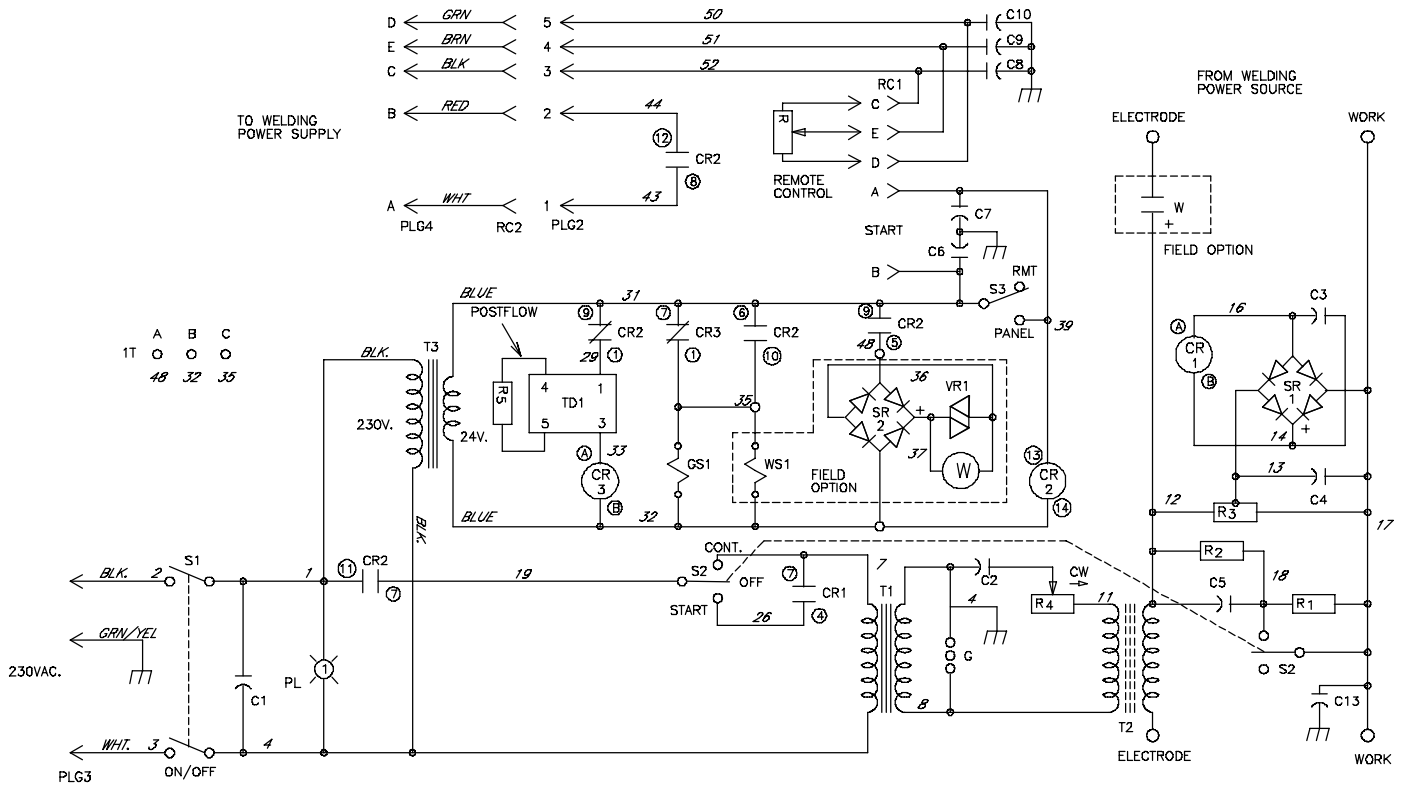 D GRN 5 50 C10
E BRN 4 51 C9
C BLK 3 52 C8
RC1
FROM WELDING
POWER SOURCE
C
B RED 2 44
R
TO WELDING
POWER SUPPLY
E
ELECTRODE
WORK
12
CR2
8
D
REMOTE
CONTROL
A WHT 1 43
PLG4 RC2 PLG2
A
C7
START
C6
B
W
+
FIELD OPTION
RMT
S3
PANEL
39
BLUE 31
POSTFLOW
9 CR2 1
29
7 CR3 1
6 CR2 10
9 CR2 5
48
16 C3
A
CR
1
B
SR
1
+
14
A B C
1T
48 32 35
BLK.
T3
230V.
24V.
R5
4 1
TD1
5 3
33
A
CR
3
B
35
GS1
WS1
36
VR1
SR
2
+
37
W
FIELD
OPTION
13
CR
2
14
13
C4
12
R3
17
BLUE 32
BLK.
CONT.
S2
OFF
START
7
CR1
4
26
7
T1
C2
CW
R4
11
4
G
8
T2
R2
18
C5
R1
S2
C13
BLK. 2 S1
1
11 CR2 7
19
GRN/YEL
230VAC.
C1
PL 1
WHT. 3
ON/OFF
4
PLG3
ELECTRODE
WORK